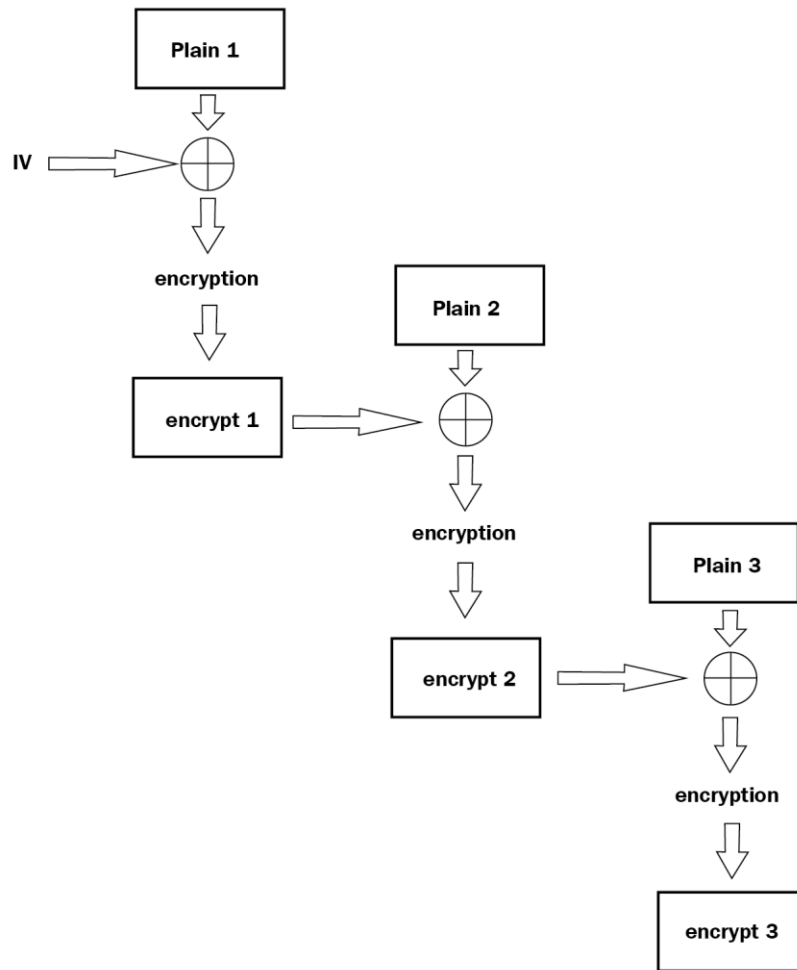 Plain 1
IV
encryption
Plain 2
encrypt 1
encryption
Plain 3
encrypt 2
encryption
encrypt 3